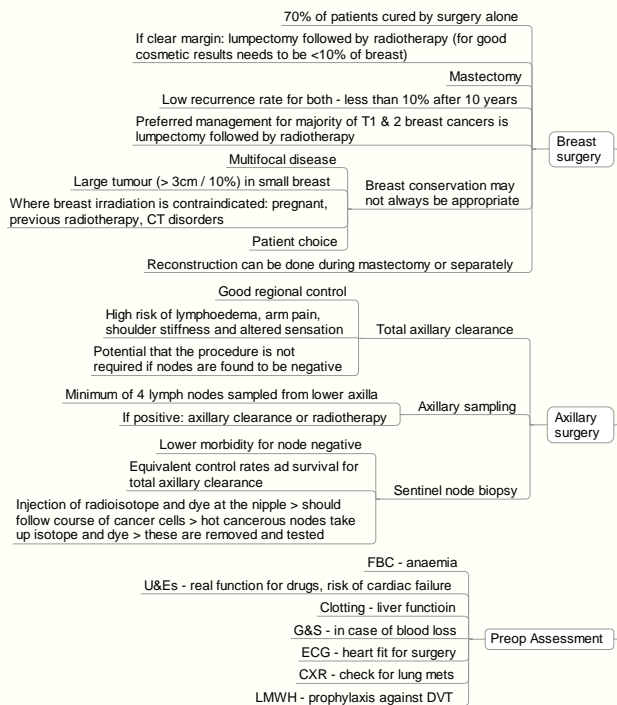 70% of patients cured by surgery alone
If clear margin: lumpectomy followed by radiotherapy (for good
cosmetic results needs to be <10% of breast)
Mastectomy
Low recurrence rate for both - less than 10% after 10 years
Preferred management for majority of T1 & 2 breast cancers is
lumpectomy followed by radiotherapy
Breast
surgery
Multifocal disease
Large tumour (> 3cm / 10%) in small breast
Where breast irradiation is contraindicated: pregnant,
previous radiotherapy, CT disorders
Patient choice
Breast conservation may
not always be appropriate
Reconstruction can be done during mastectomy or separately
Good regional control
High risk of lymphoedema, arm pain,
shoulder stiffness and altered sensation
Potential that the procedure is not
required if nodes are found to be negative
Total axillary clearance
Minimum of 4 lymph nodes sampled from lower axilla
If positive: axillary clearance or radiotherapy
Axillary sampling
Axillary
surgery
Lower morbidity for node negative
Equivalent control rates ad survival for
total axillary clearance
Injection of radioisotope and dye at the nipple > should
follow course of cancer cells > hot cancerous nodes take
up isotope and dye > these are removed and tested
Sentinel node biopsy
FBC - anaemia
U&Es - real function for drugs, risk of cardiac failure
Clotting - liver functioin
G&S - in case of blood loss
ECG - heart fit for surgery
CXR - check for lung mets
LMWH - prophylaxis against DVT
Preop Assessment